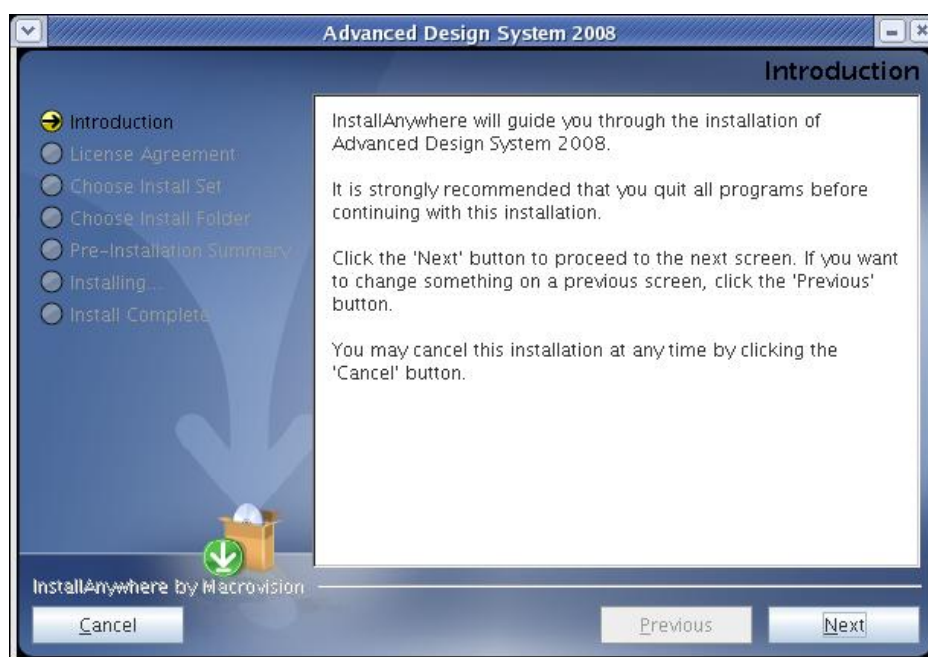 Advanced Design System 2008
Introduction
Introduction
License Agreement
Choose Install Set
Choose Install Folder
Pre-Installation Summary
Installing...
Install Complete
InstallAnywhere will guide you through the installation of
Advanced Design System 2008.
It is strongly recommended that you quit all programs before
continuing with this installation.
Click the 'Next' button to proceed to the next screen. If you want
to change something on a previous screen, click the 'Previous'
button.
You may cancel this installation at any time by clicking the
'Cancel' button.
InstallAnywhere by Macrovision
Cancel
Previous
Next